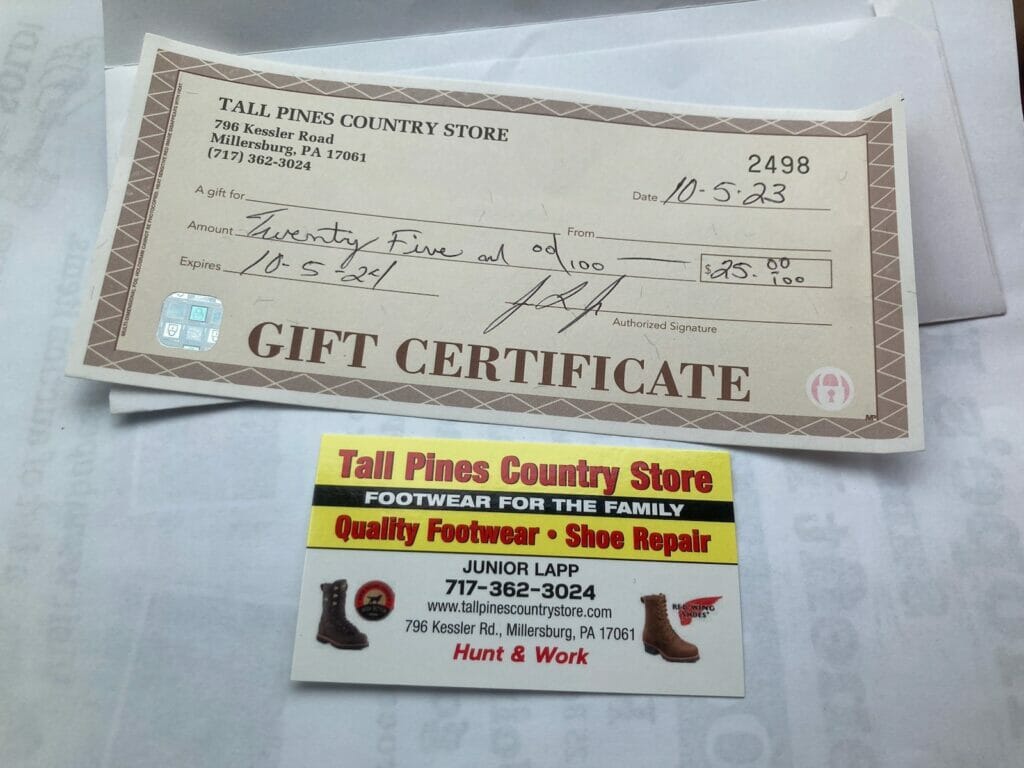 TALL PINES COUNTRY STORE
796 Kessler Road
Millersburg, PA 17061
(717) 362-3024
2498
Date 10-5-23
A gift for
From
Amount Twenty Five and 00/100 $25.00/100
Expires 10-5-24
Authorized Signature
GIFT CERTIFICATE
Tall Pines Country Store
FOOTWEAR FOR THE FAMILY
Quality Footwear • Shoe Repair
JUNIOR LAPP
717-362-3024
www.tallpinescountrystore.com
796 Kessler Rd., Millersburg, PA 17061
RED WING SHOES
Hunt & Work